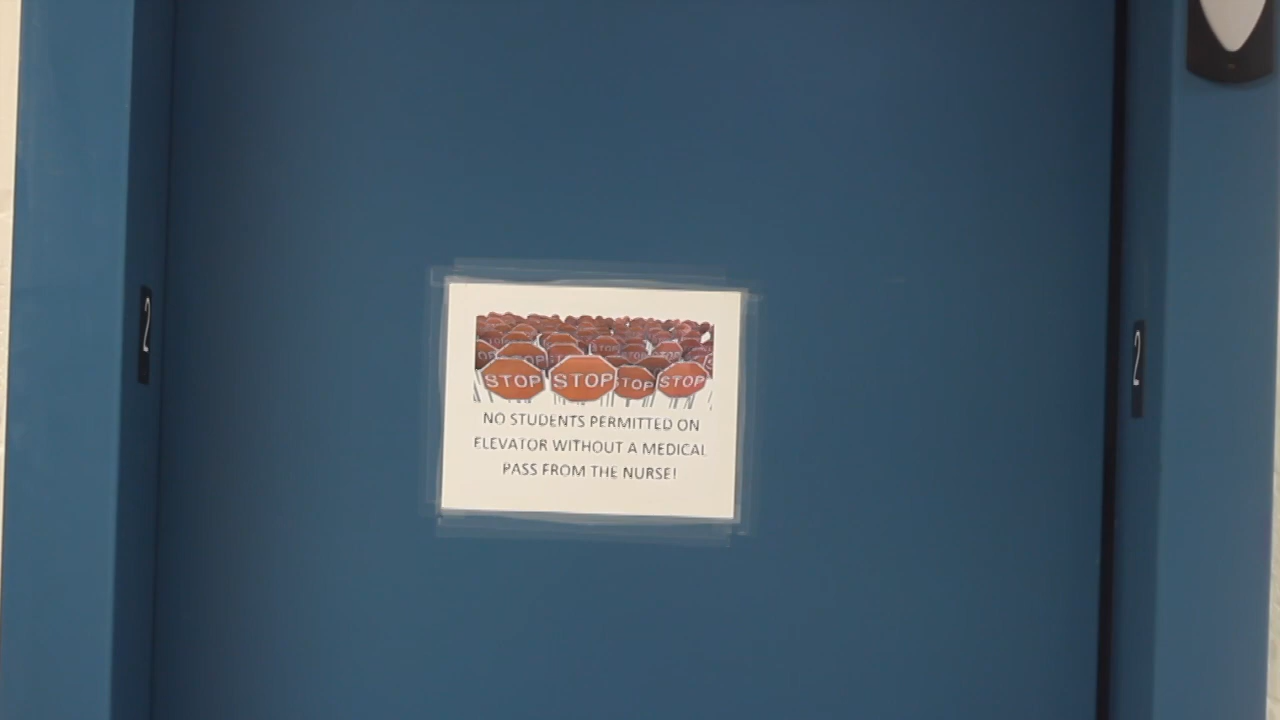 STOP STOP STOP STOP
NO STUDENTS PERMITTED ON
ELEVATOR WITHOUT A MEDICAL
PASS FROM THE NURSE!
2
2